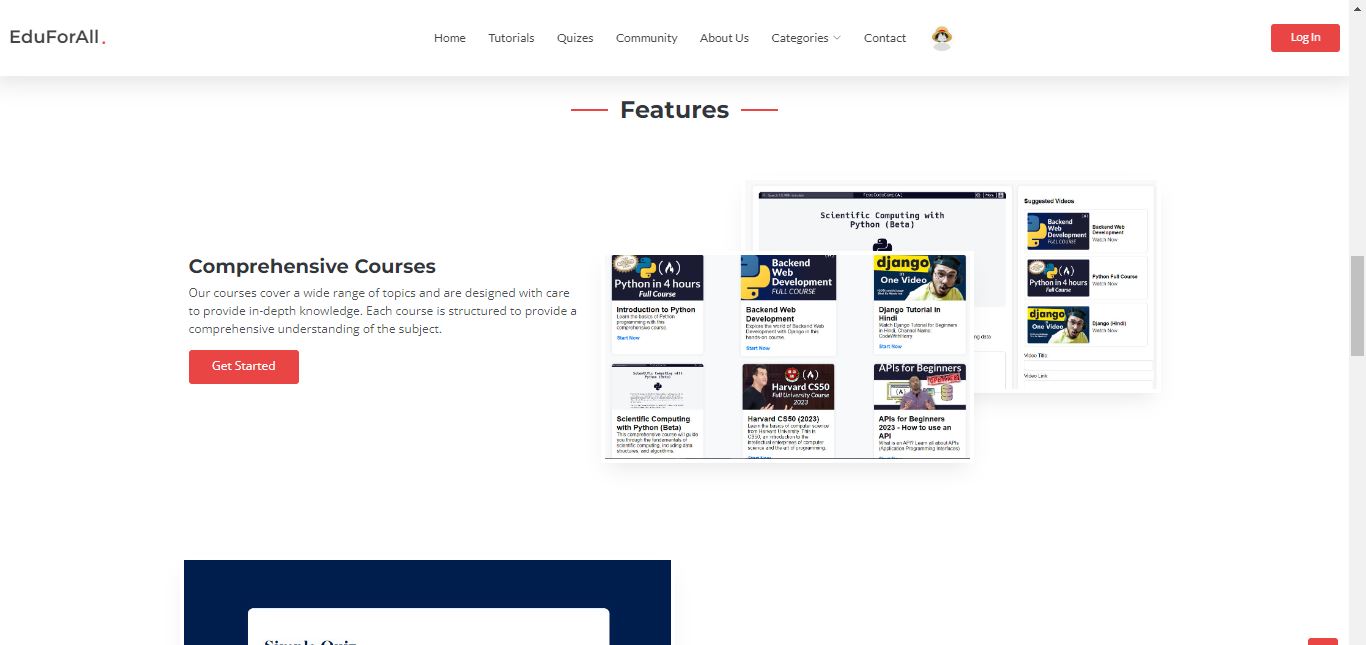 EduForAll.
Home
Tutorials
Quizes
Community
About Us
Categories
Contact
Log In
Features
Comprehensive Courses
Our courses cover a wide range of topics and are designed with care
to provide in-depth knowledge. Each course is structured to provide a
comprehensive understanding of the subject.
Get Started
Scientific Computing with
Python (Beta)
Suggested Videos
Backend
Web
Development
FULL COURSE
Backend Web
Development
Watch Now
Python in 4 hours
Full Course
Python Full Course
Watch Now
django
One Video
Django (Hindi)
Watch Now
Video Title
Video Link
ng data
Python in 4 hours
Full Course
Introduction to Python
Learn the basics of Python
programming with this
comprehensive course.
Start Now
Backend
Web
Development
FULL COURSE
Backend Web
Development
Explore the world of Backend Web
Development with Django in this
hands-on course.
Start Now
django
One Video
Django Tutorial in
Hindi
Watch Django Tutorial for Beginners
in Hindi, Channel Name:
CodeWithHarry
Start Now
Scientific Computing with
Python (Beta)
Scientific Computing
with Python (Beta)
This comprehensive course will guide
you through the fundamentals of
scientific computing, including data
structures, and algorithms.
Harvard CS50
Full University Course
2023
Harvard CS50 (2023)
Learn the basics of computer science
from Harvard University. This is
CS50, an introduction to the
intellectual enterprises of computer
science and the art of programming.
APIs for Beginners
APIs for Beginners
2023 - How to use an
API
What is an API? Learn all about APIs
(Application Programming Interfaces)
Simple Quiz